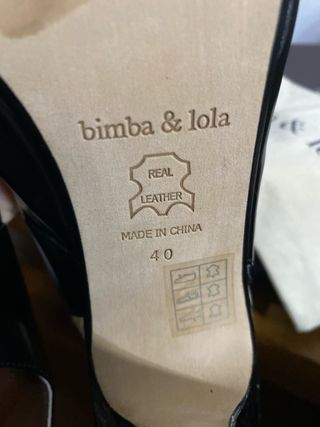 bimba & lola
REAL
LEATHER
MADE IN CHINA
40